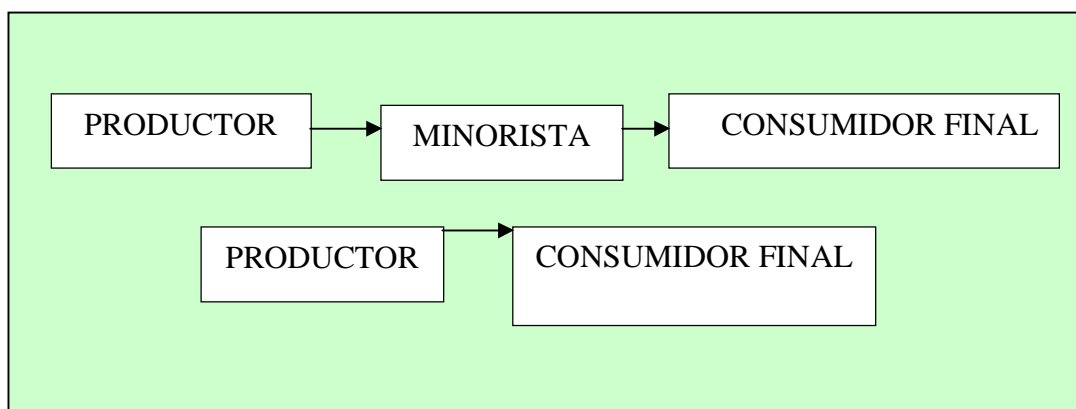 PRODUCTOR
MINORISTA
CONSUMIDOR FINAL
PRODUCTOR
CONSUMIDOR FINAL